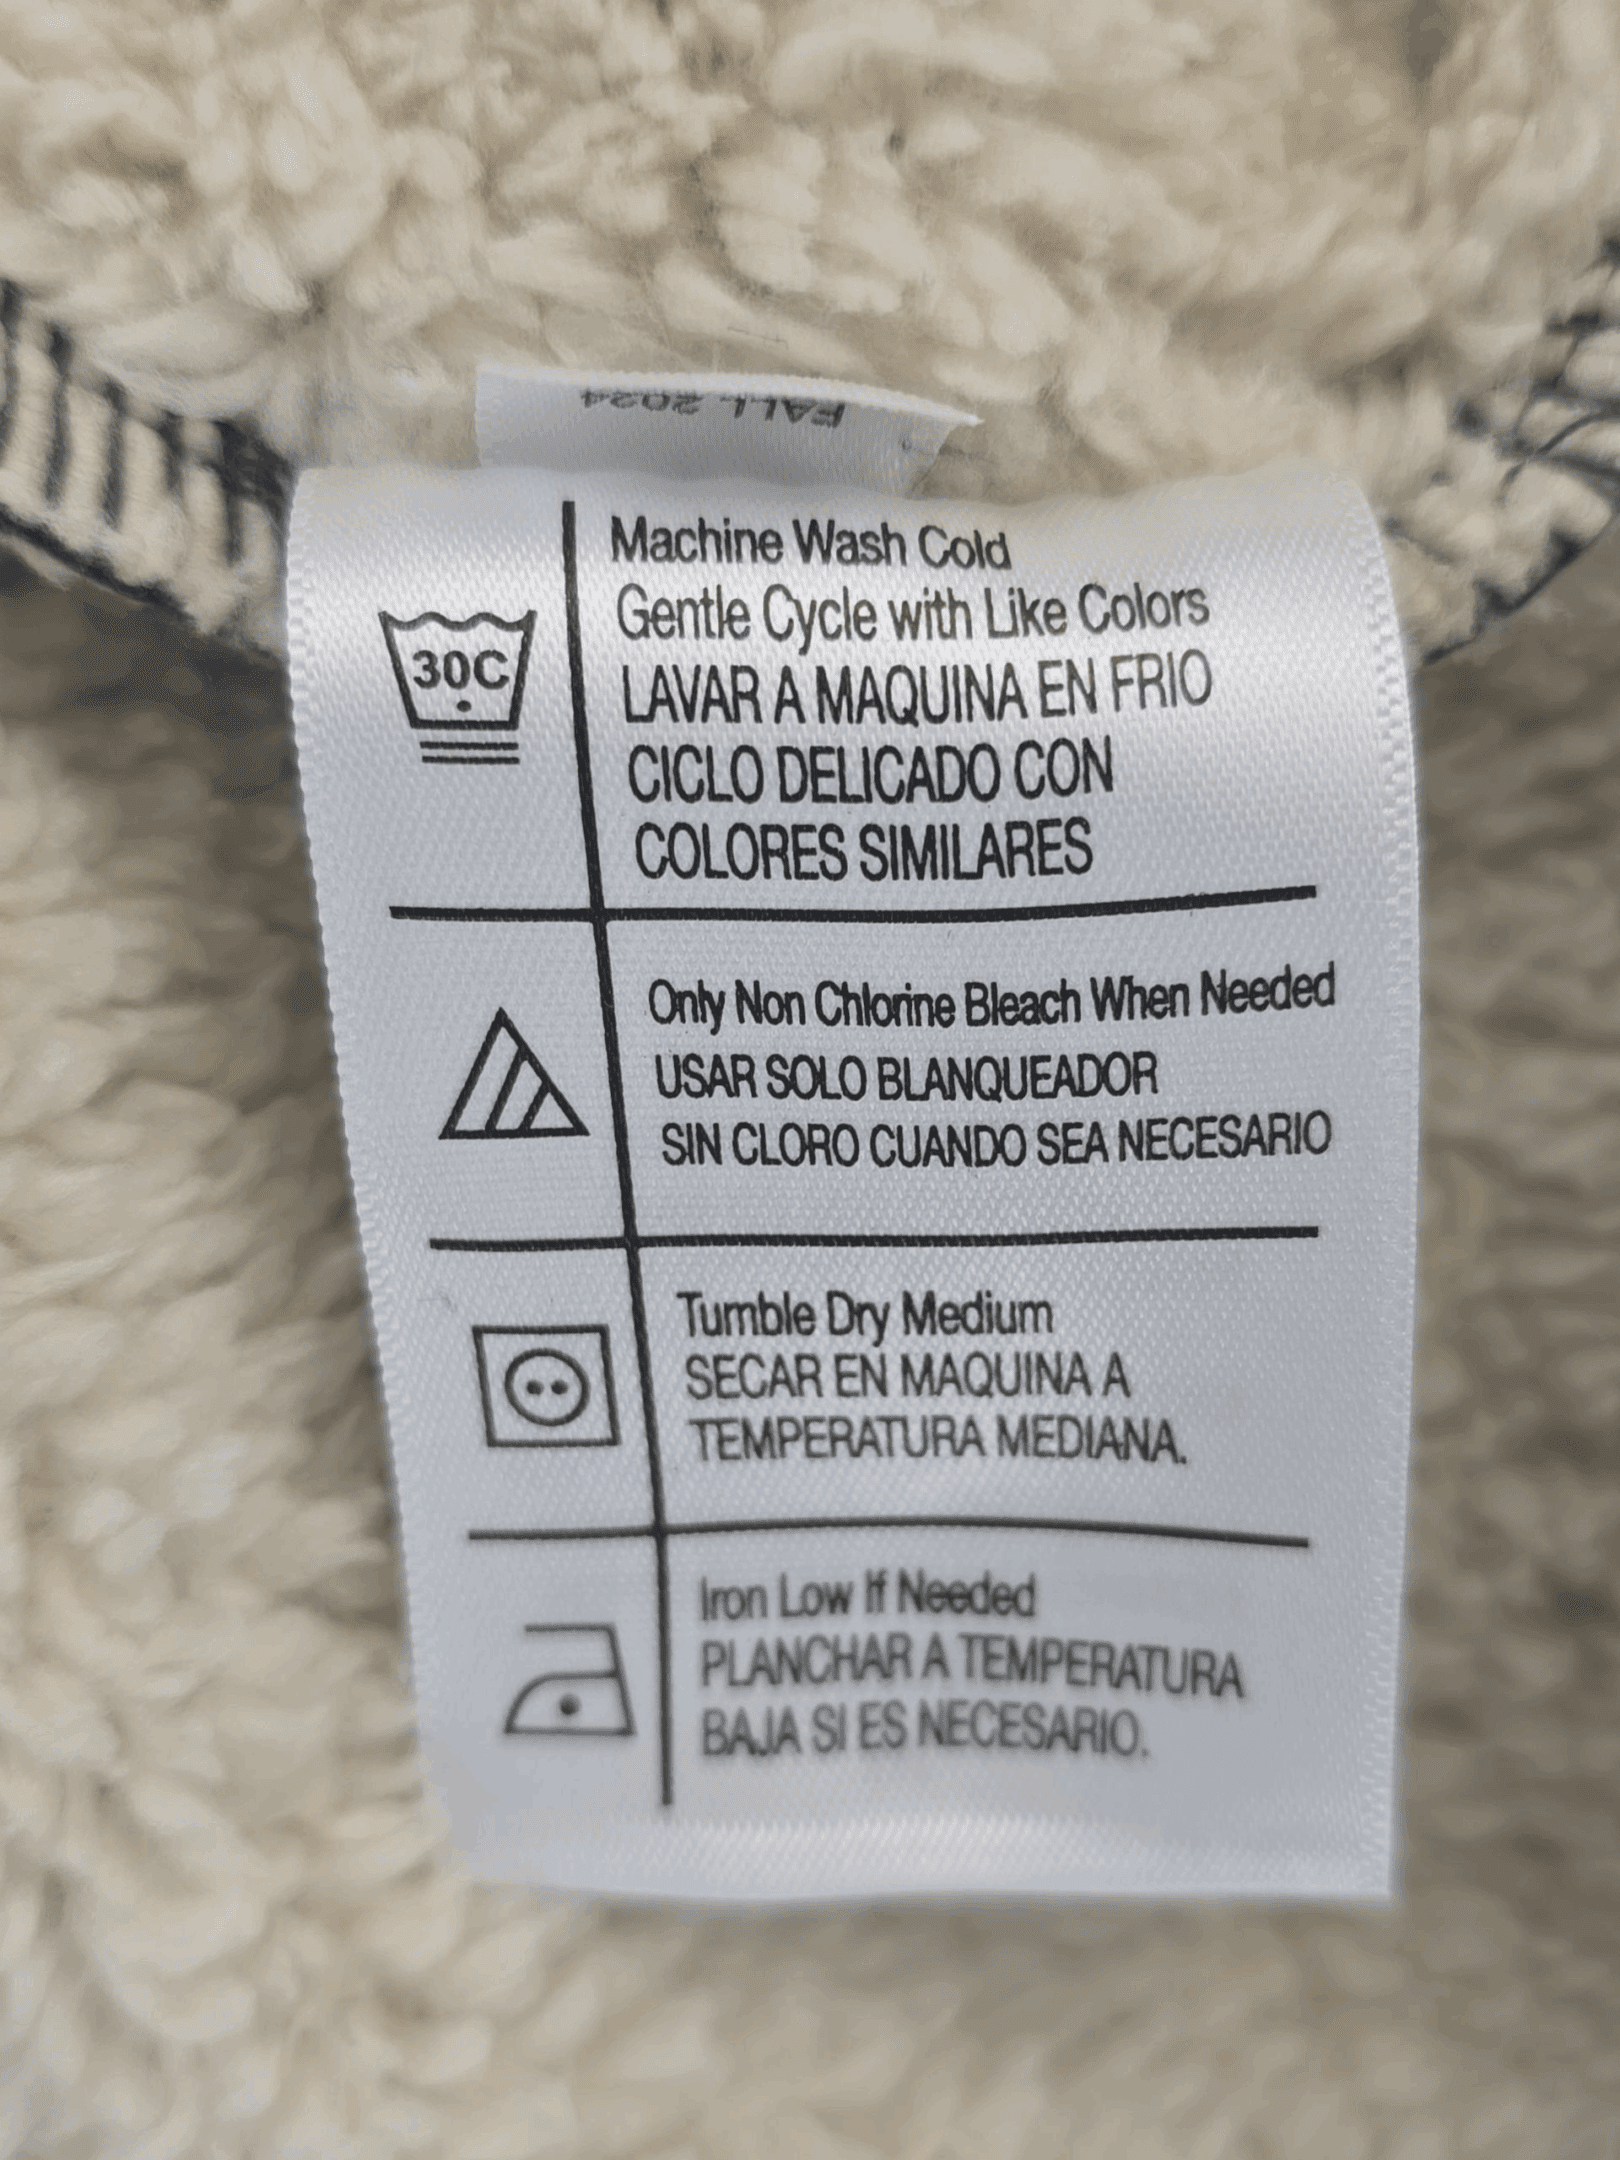 FALL 2024
Machine Wash Cold
Gentle Cycle with Like Colors
LAVAR A MAQUINA EN FRIO
CICLO DELICADO CON
COLORES SIMILARES
30C
Only Non Chlorine Bleach When Needed
USAR SOLO BLANQUEADOR
SIN CLORO CUANDO SEA NECESARIO
Tumble Dry Medium
SECAR EN MAQUINA A
TEMPERATURA MEDIANA.
Iron Low If Needed
PLANCHAR A TEMPERATURA
BAJA SI ES NECESARIO.